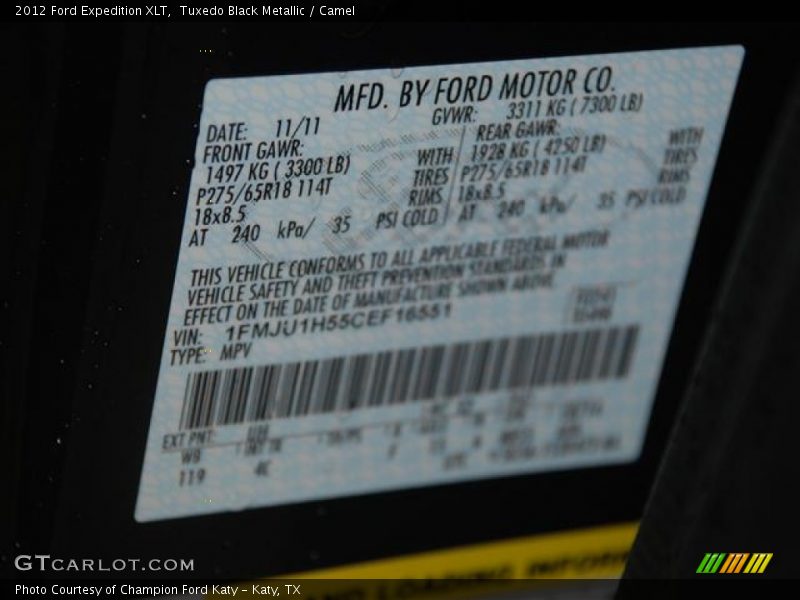 2012 Ford Expedition XLT,  Tuxedo Black Metallic / Camel
MFD. BY FORD MOTOR CO.
DATE: 11/11 GVWR: 3311 KG ( 7300 LB)
FRONT GAWR: REAR GAWR:
1497 KG ( 3300 LB) WITH 1928 KG ( 4250 LB) WITH
P275/65R18 114T TIRES P275/65R18 114T TIRES
18x8.5 RIMS 18x8.5 RIMS
AT 240 kPa/ 35 PSI COLD AT 240 kPa/ 35 PSI COLD
THIS VEHICLE CONFORMS TO ALL APPLICABLE FEDERAL MOTOR
VEHICLE SAFETY AND THEFT PREVENTION STANDARDS IN
EFFECT ON THE DATE OF MANUFACTURE SHOWN ABOVE
VIN: 1FMJU1H55CEF16551
TYPE: MPV
EXT PNT:
WB
119 4C
AND LOADING INFORM
GTCARLOT.COM
Photo Courtesy of Champion Ford Katy - Katy, TX